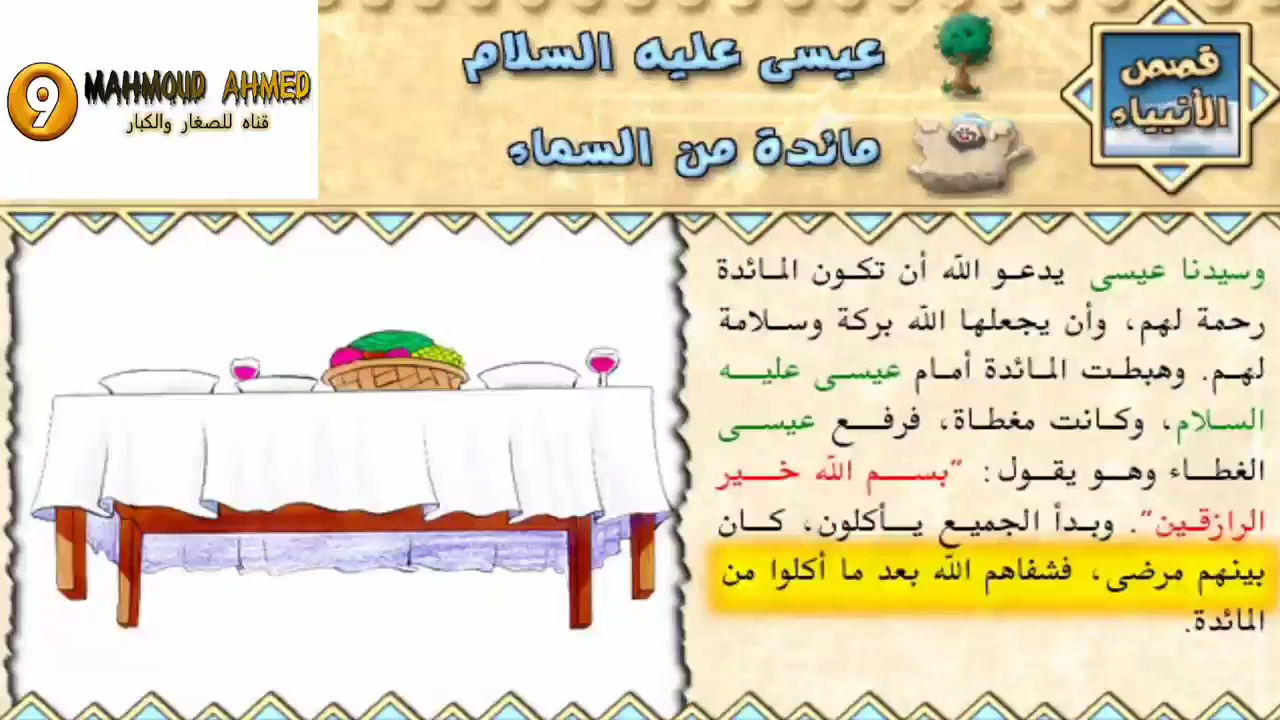 قصص
الأنبياء
عيسى عليه السلام
مائدة من السماء
9 MAHMOUD AHMED
قناه للصغار والكبار
وسيدنا عيسى يدعو الله أن تكون المائدة
رحمة لهم، وأن يجعلها الله بركة وسلامة
لهم. وهبطت المائدة أمام عيسى عليه
السلام، وكانت مغطاة، فرفع عيسى
الغطاء وهو يقول: "بسم الله خير
الرازقين". وبدأ الجميع يأكلون، كان
بينهم مرضى، فشفاهم الله بعد ما أكلوا من
المائدة.